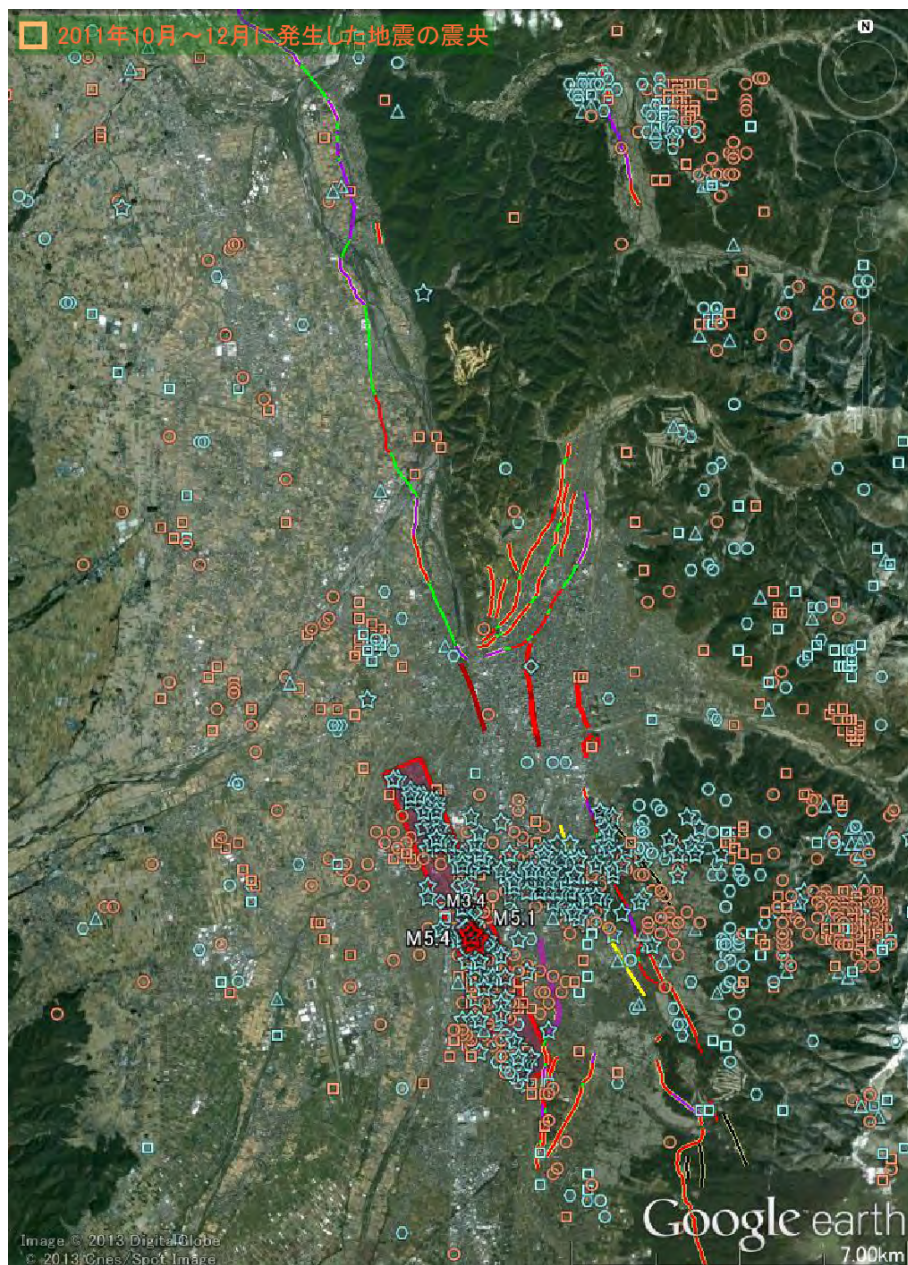 2011年10月～12月に発生した地震の震央
N
M3.4
M5.1
M5.4
Google earth
Image © 2013 DigitalGlobe
© 2013 Cnes/Spot Image
7.00km